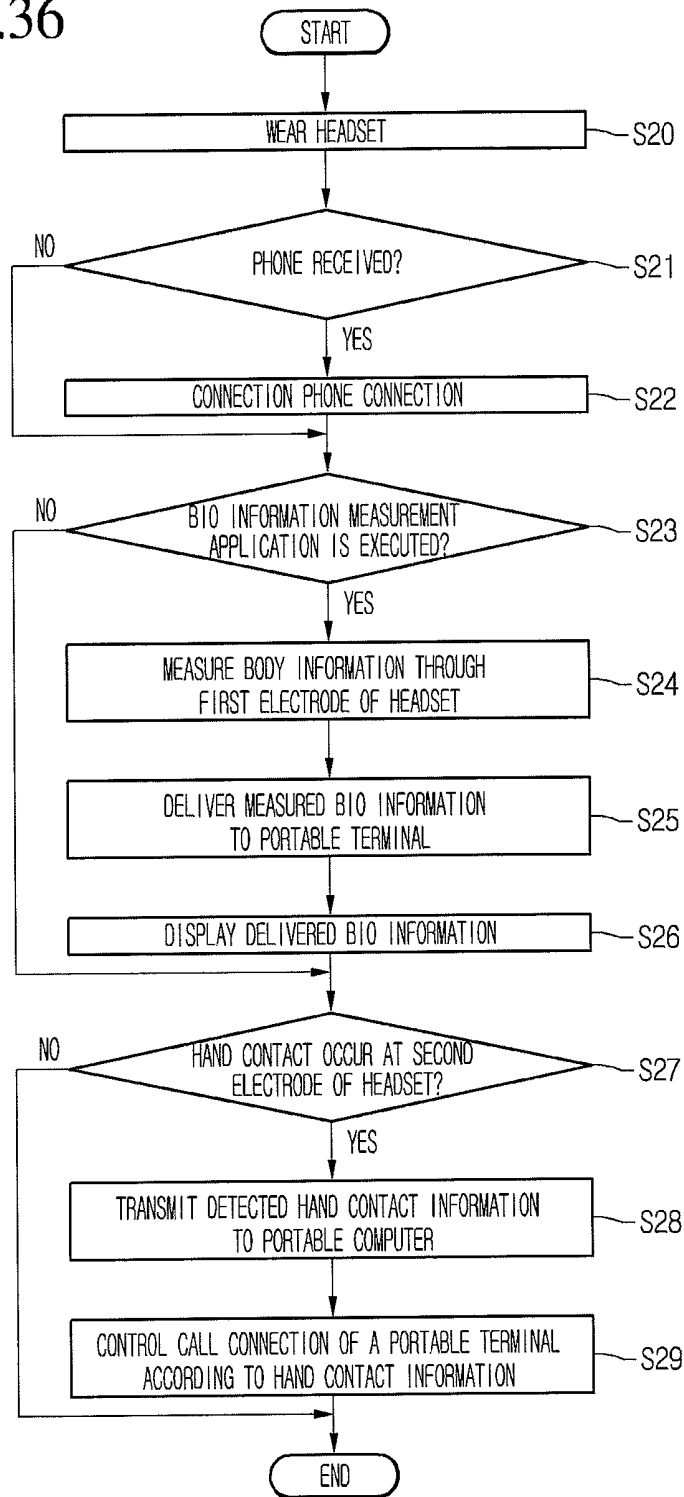 .36
START
WEAR HEADSET
S20
PHONE RECEIVED?
S21
NO
YES
CONNECTION PHONE CONNECTION
S22
BIO INFORMATION MEASUREMENT
APPLICATION IS EXECUTED?
S23
NO
YES
MEASURE BODY INFORMATION THROUGH
FIRST ELECTRODE OF HEADSET
S24
DELIVER MEASURED BIO INFORMATION
TO PORTABLE TERMINAL
S25
DISPLAY DELIVERED BIO INFORMATION
S26
HAND CONTACT OCCUR AT SECOND
ELECTRODE OF HEADSET?
S27
NO
YES
TRANSMIT DETECTED HAND CONTACT INFORMATION
TO PORTABLE COMPUTER
S28
CONTROL CALL CONNECTION OF A PORTABLE TERMINAL
ACCORDING TO HAND CONTACT INFORMATION
S29
END